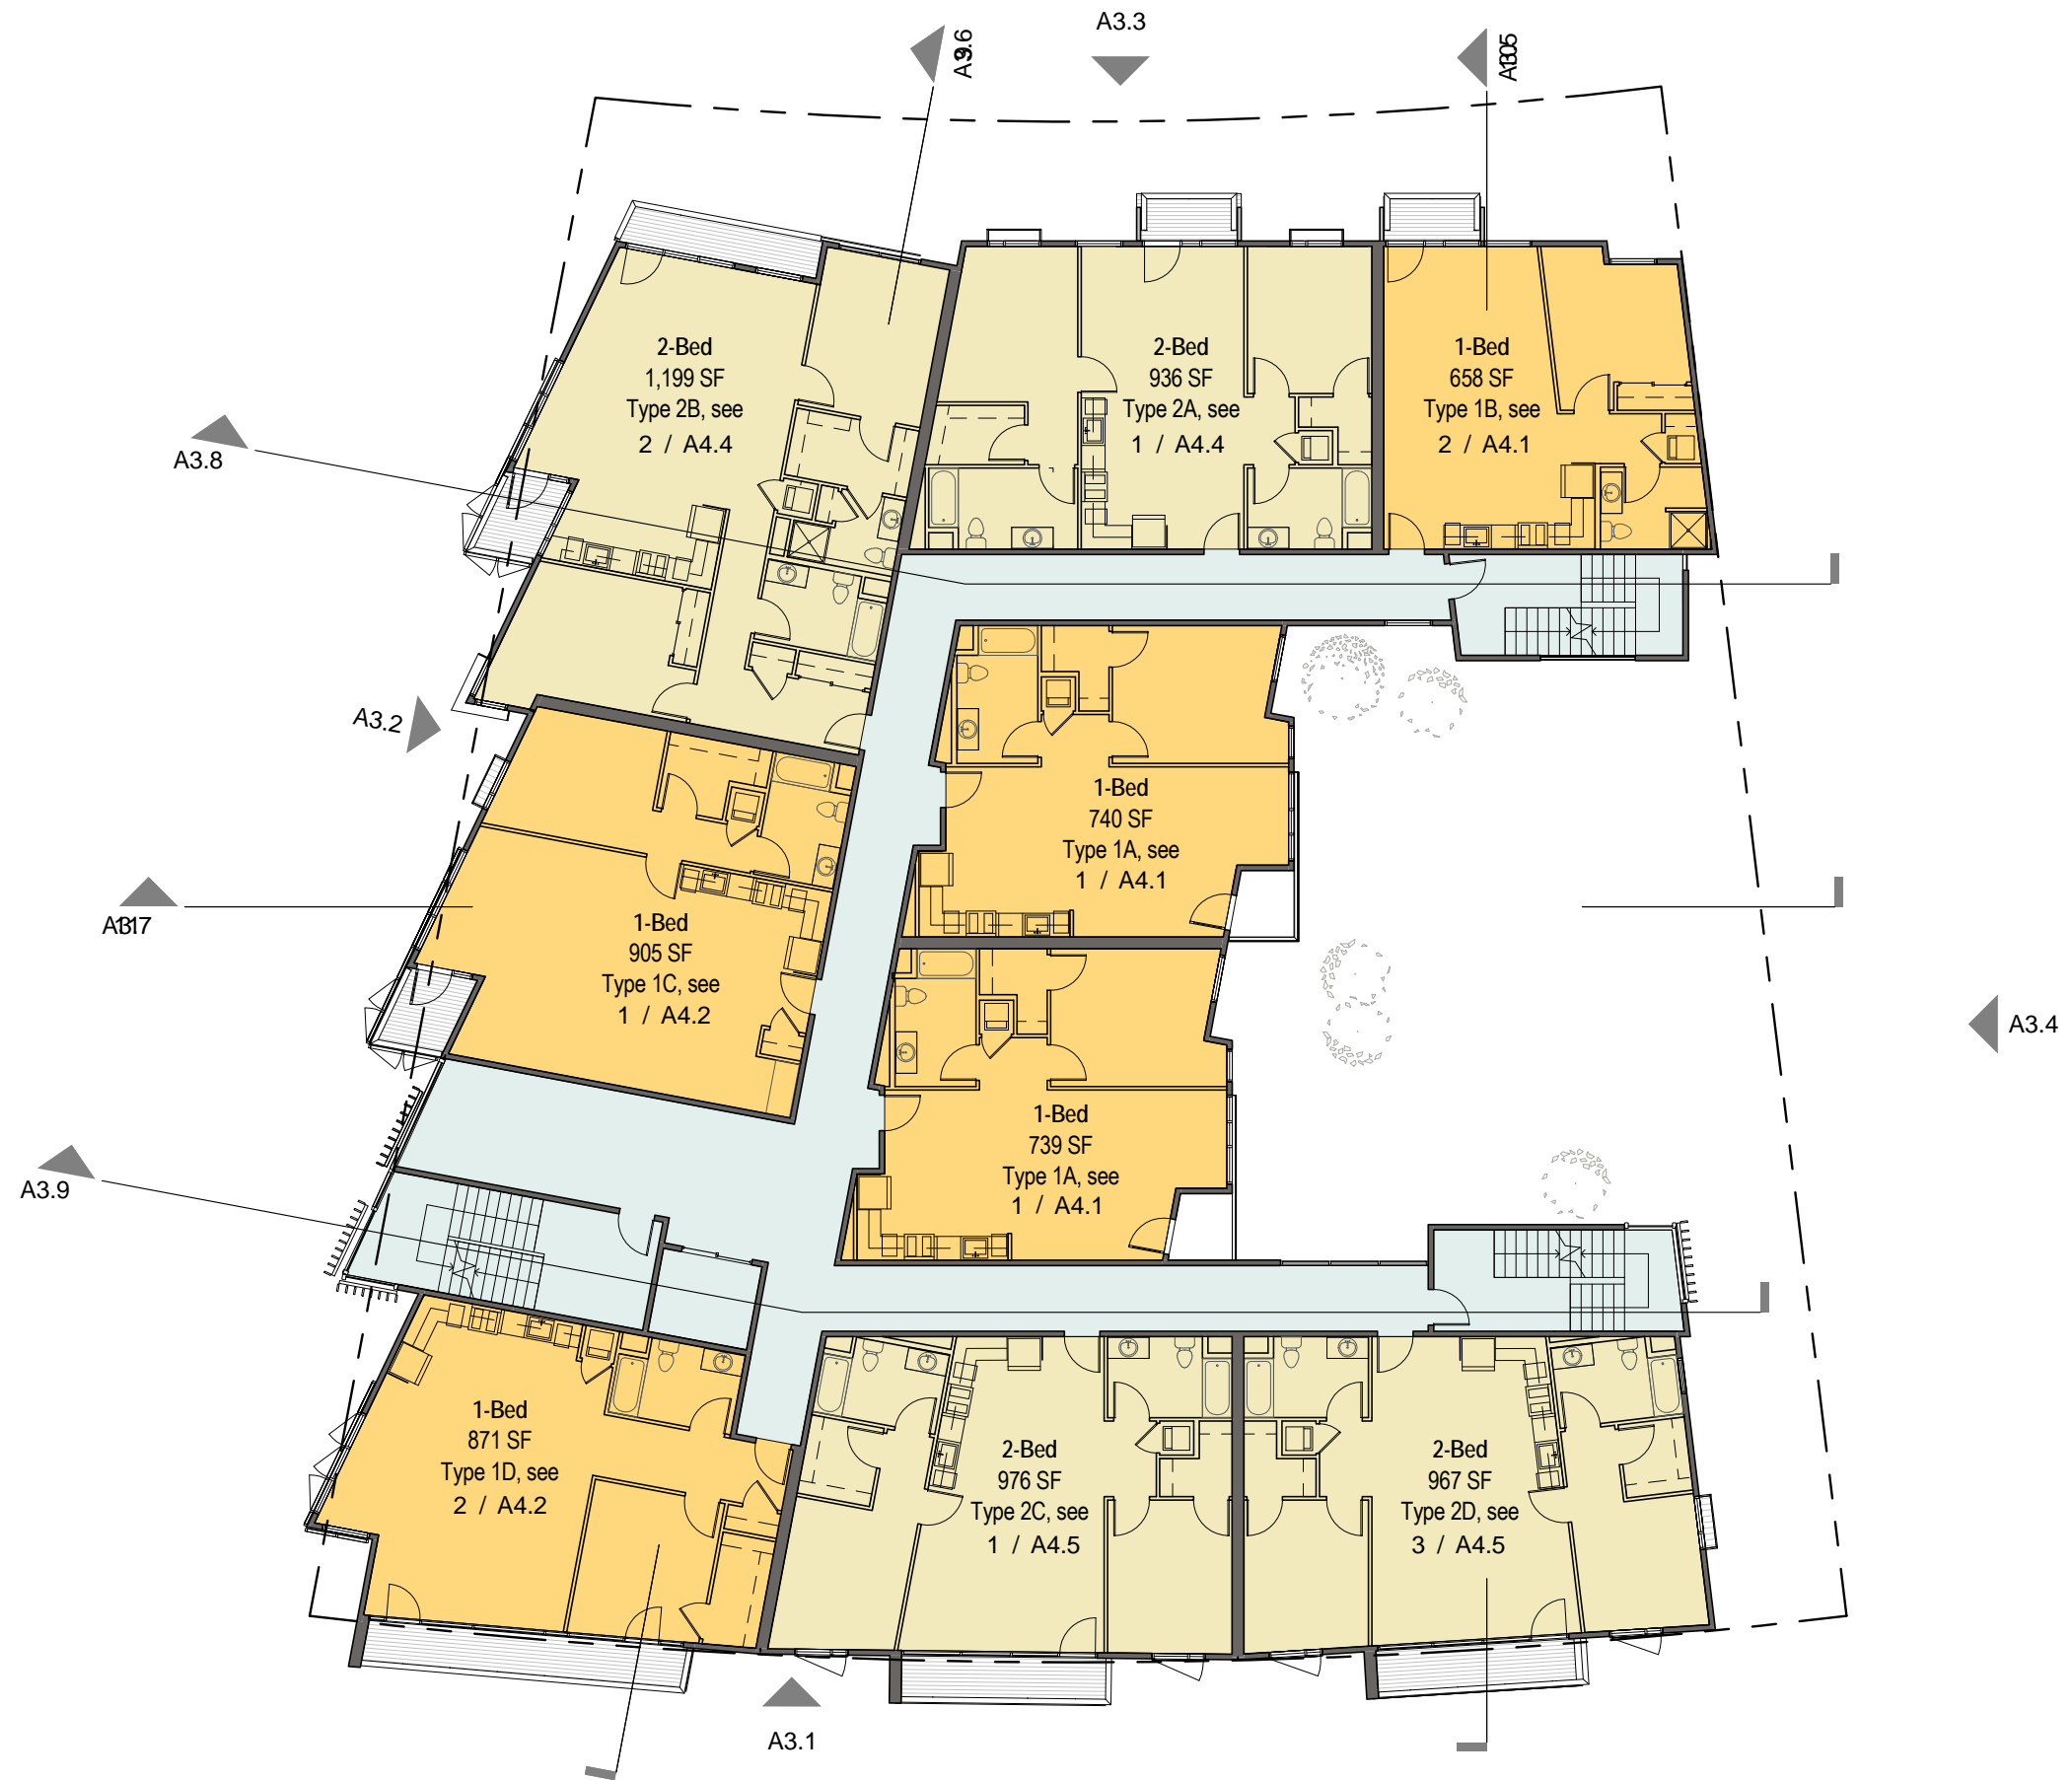 A3.3
A3.8
A3.2
A3.9
A3.4
A3.1
2-Bed
1,199 SF
Type 2B, see
2 / A4.4
2-Bed
936 SF
Type 2A, see
1 / A4.4
1-Bed
658 SF
Type 1B, see
2 / A4.1
1-Bed
740 SF
Type 1A, see
1 / A4.1
1-Bed
905 SF
Type 1C, see
1 / A4.2
1-Bed
739 SF
Type 1A, see
1 / A4.1
1-Bed
871 SF
Type 1D, see
2 / A4.2
2-Bed
976 SF
Type 2C, see
1 / A4.5
2-Bed
967 SF
Type 2D, see
3 / A4.5